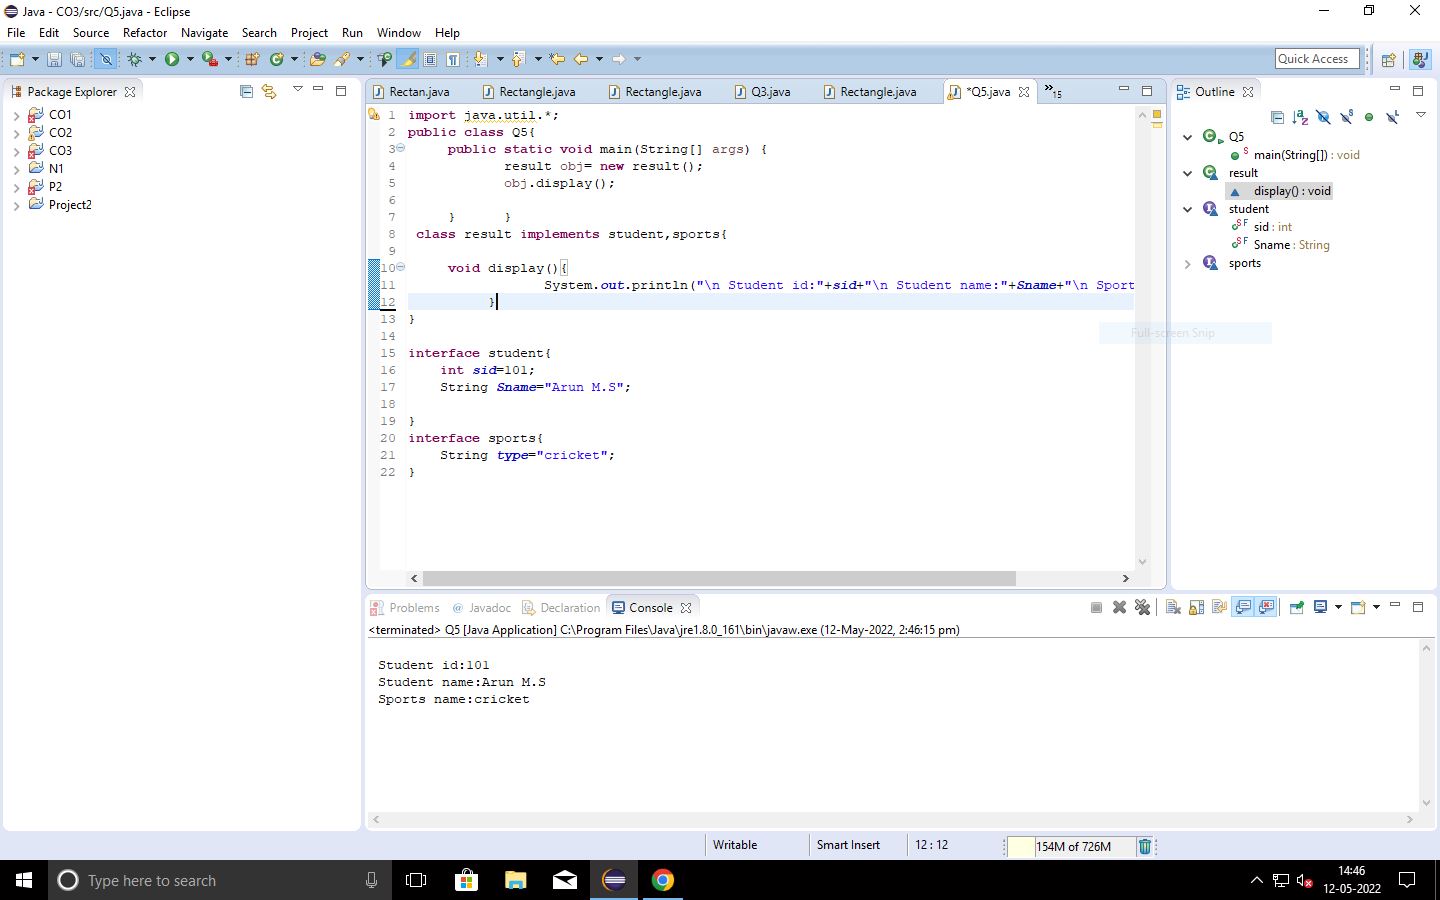 Java - CO3/src/Q5.java - Eclipse
File Edit Source Refactor Navigate Search Project Run Window Help
Quick Access
Package Explorer
CO1
CO2
CO3
N1
P2
Project2
Rectan.java Rectangle.java Rectangle.java Q3.java Rectangle.java *Q5.java »15
1 import java.util.*;
2 public class Q5{
3 public static void main(String[] args) {
4 result obj= new result();
5 obj.display();
6
7 } }
8 class result implements student,sports{
9
10 void display(){
11 System.out.println("\n Student id:"+sid+"\n Student name:"+Sname+"\n Sport
12 }
13 }
14
15 interface student{
16 int sid=101;
17 String Sname="Arun M.S";
18
19 }
20 interface sports{
21 String type="cricket";
22 }
Full-screen Snip
Outline
Q5
main(String[]) : void
result
display() : void
student
sid : int
Sname : String
sports
Problems Javadoc Declaration Console
<terminated> Q5 [Java Application] C:\Program Files\Java\jre1.8.0_161\bin\javaw.exe (12-May-2022, 2:46:15 pm)
Student id:101
Student name:Arun M.S
Sports name:cricket
Writable Smart Insert 12 : 12 154M of 726M
Type here to search
14:46
12-05-2022